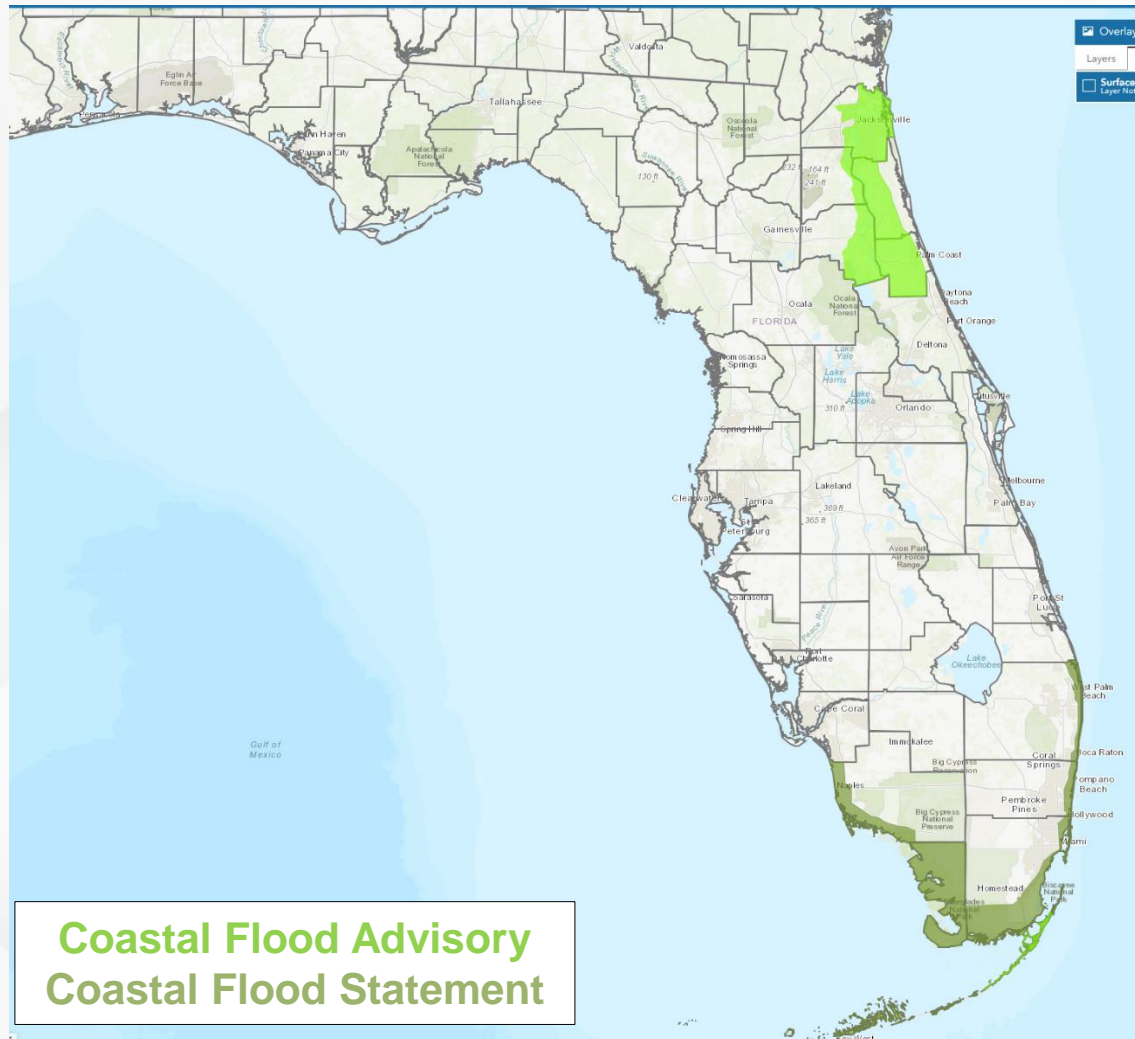 Overlay
Layers
Surface
Layer Not
Valdosta
Eglin Air
Force Base
Tallahassee
Osceola
National
Forest
Panama City
Apalachicola
National
Forest
130 ft
232 ft
164 ft
241 ft
Gainesville
Palm Coast
Ocala
Ocala
National
Forest
Daytona
Beach
Port Orange
FLORIDA
Deltona
Lake
Yale
Lake
Harris
Lake
Apopka
310 ft
Orlando
Homosassa
Springs
Titusville
Spring Hill
Melbourne
Palm Bay
Lakeland
Clearwater
Tampa
St
Petersburg
369 ft
365 ft
Avon Park
Air Force
Range
Sarasota
Peace River
Port St
Lucie
Port
Charlotte
Lake
Okeechobee
West Palm
Beach
Cape Coral
Immokalee
Gulf of
Mexico
Big Cypress
Reservation
Coral
Springs
Boca Raton
Naples
Pompano
Beach
Pembroke
Pines
Big Cypress
National
Preserve
Hollywood
Miami
Homestead
Biscayne
National
Park
Everglades
National
Park
Key West
Jacksonville
Suwannee River
Coastal Flood Advisory
Coastal Flood Statement